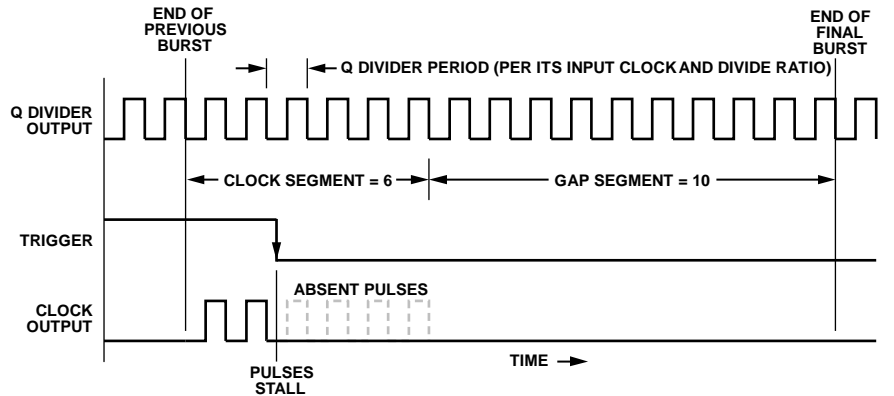 END OF
PREVIOUS
BURST
END OF
FINAL
BURST
Q DIVIDER PERIOD (PER ITS INPUT CLOCK AND DIVIDE RATIO)
Q DIVIDER
OUTPUT
CLOCK SEGMENT = 6
GAP SEGMENT = 10
TRIGGER
ABSENT PULSES
CLOCK
OUTPUT
TIME
PULSES
STALL